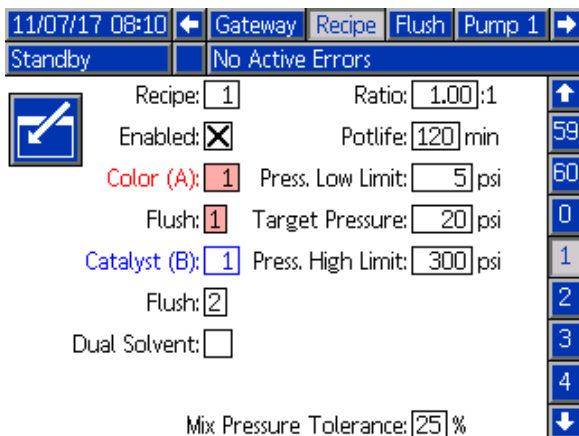 11/07/17 08:10 Gateway Recipe Flush Pump 1
Standby No Active Errors
Recipe: 1 Ratio: 1.00 :1
Enabled: Potlife: 120 min 59
Color (A): 1 Press. Low Limit: 5 psi 60
Flush: 1 Target Pressure: 20 psi 0
Catalyst (B): 1 Press. High Limit: 300 psi 1
Flush: 2 2
Dual Solvent: 3
4
Mix Pressure Tolerance: 25 %